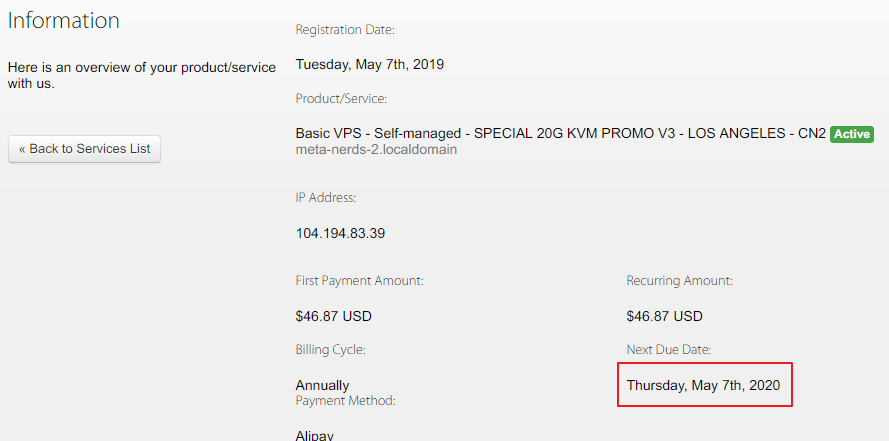 Information
Here is an overview of your product/service
with us.
« Back to Services List
Registration Date:
Tuesday, May 7th, 2019
Product/Service:
Basic VPS - Self-managed - SPECIAL 20G KVM PROMO V3 - LOS ANGELES - CN2 Active
meta-nerds-2.localdomain
IP Address:
104.194.83.39
First Payment Amount:
$46.87 USD
Recurring Amount:
$46.87 USD
Billing Cycle:
Annually
Next Due Date:
Thursday, May 7th, 2020
Payment Method:
Alipay